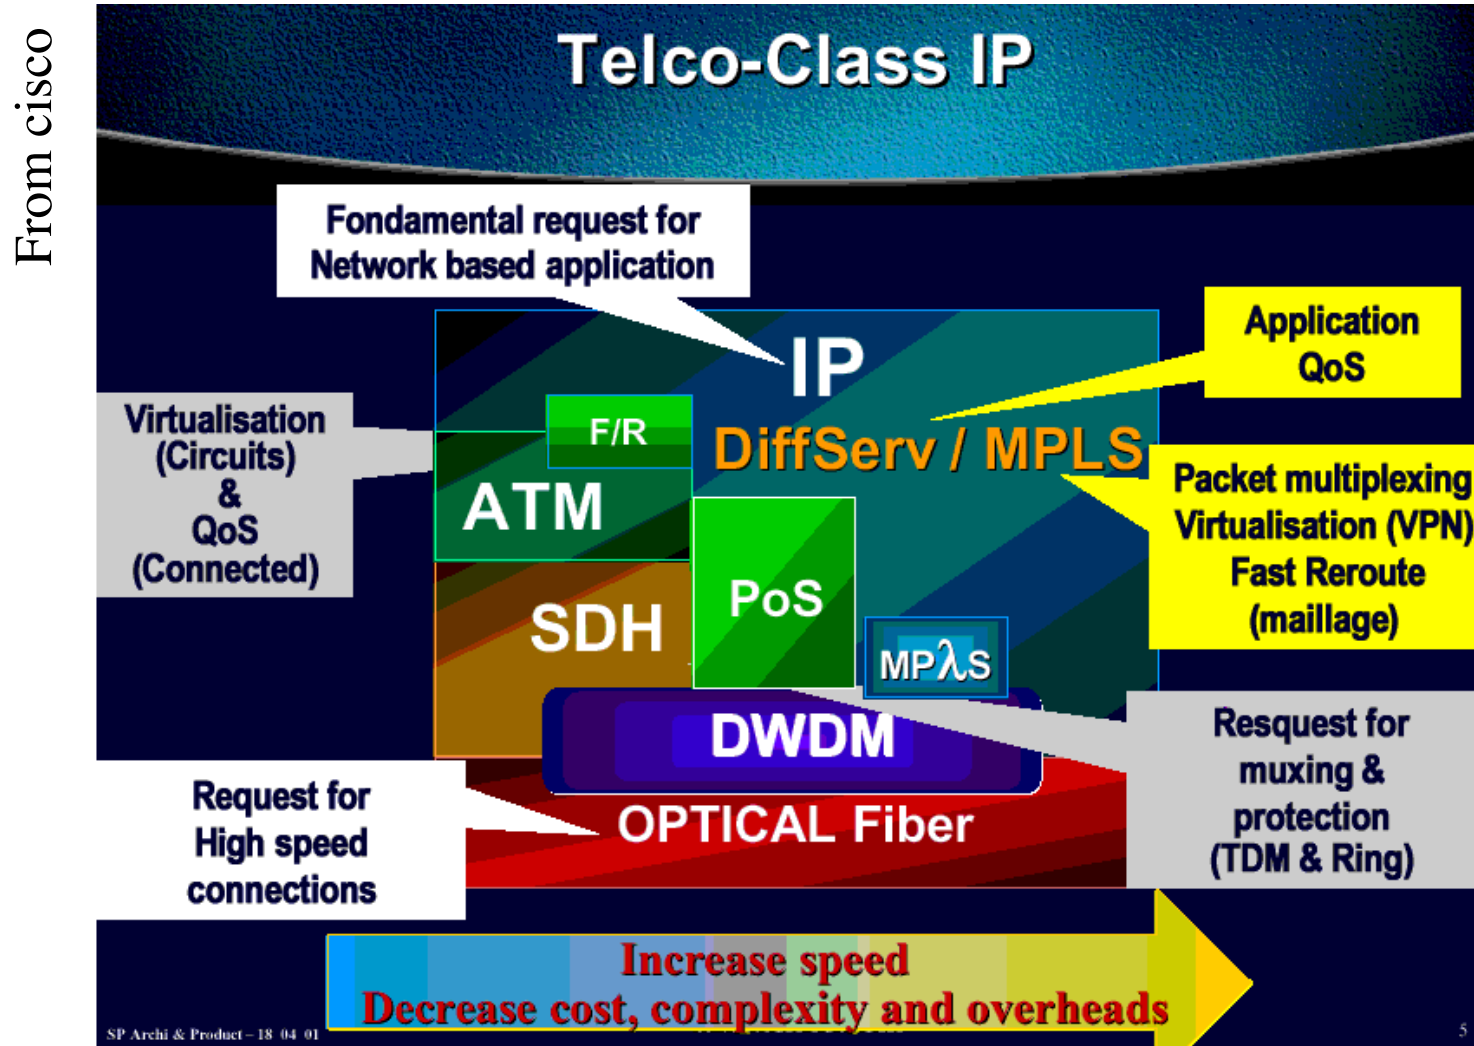 From cisco
Telco-Class IP
Fondamental request for
Network based application
Application
QoS
IP
Virtualisation
(Circuits)
&
QoS
(Connected)
F/R
DiffServ / MPLS
ATM
Packet multiplexing
Virtualisation (VPN)
Fast Reroute
(maillage)
PoS
SDH
MPλS
DWDM
Resquest for
muxing &
protection
(TDM & Ring)
Request for
High speed
connections
OPTICAL Fiber
Increase speed
Decrease cost, complexity and overheads
SP Archi & Product – 18 04 01
5